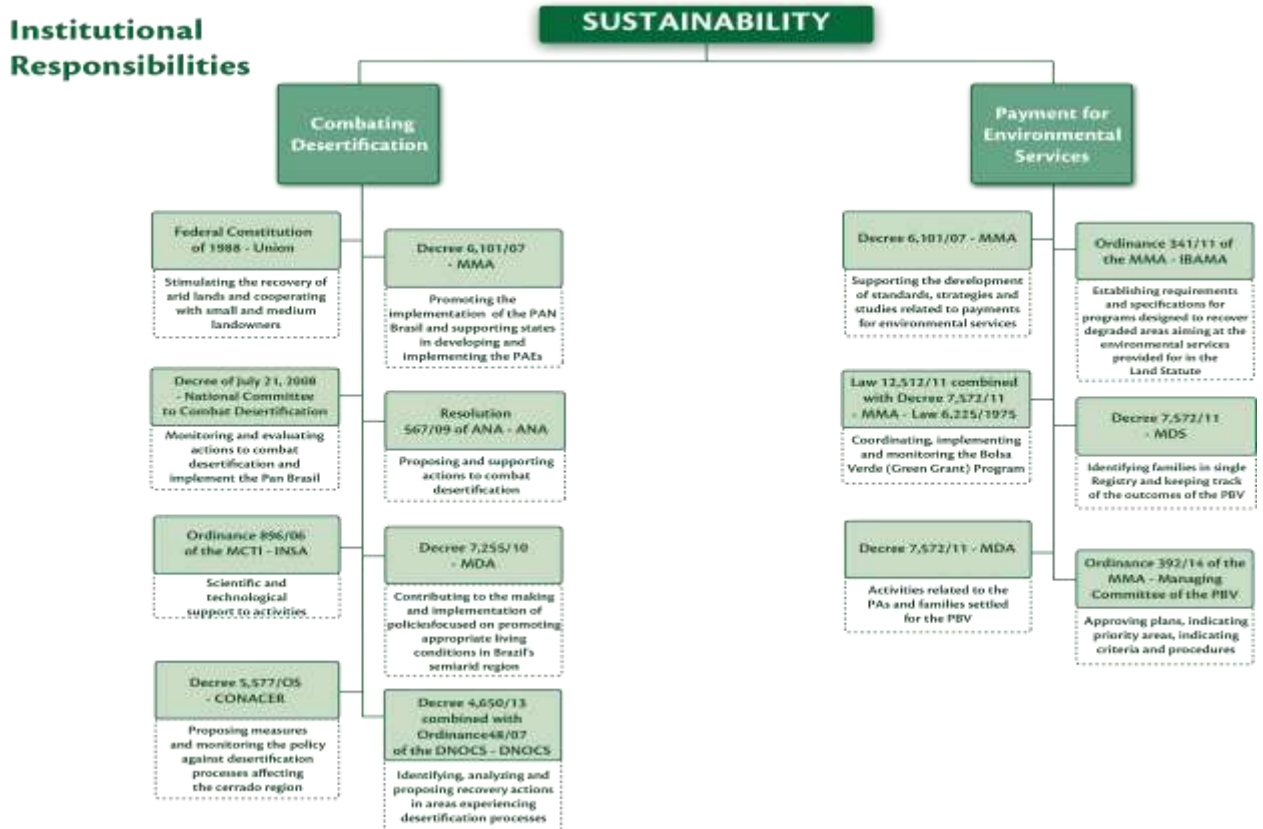 Institutional
Responsibilities
SUSTAINABILITY
Combating
Desertification
Federal Constitution
of 1988 - Union
Stimulating the recovery of
arid lands and cooperating
with small and medium
landowners
Decree 6,101/07
- MMA
Promoting the
implementation of the PAN
Brasil and supporting states
in developing and
implementing the PAEs
Decree of July 21, 2008
- National Committee
to Combat Desertification
Monitoring and evaluating
actions to combat
desertification and
implement the Pan Brasil
Resolution
567/09 of ANA - ANA
Proposing and supporting
actions to combat
desertification
Ordinance 896/06
of the MCTI - INSA
Scientific and
technological
support to activities
Decree 7,255/10
- MDA
Contributing to the making
and implementation of
policiesfocused on promoting
appropriate living
conditions in Brazil's
semiarid region
Decree 5,577/OS
- CONACER
Proposing measures
and monitoring the policy
against desertification
processes affecting
the cerrado region
Decree 4,650/13
combined with
Ordinance48/07
of the DNOCS - DNOCS
Identifying, analyzing and
proposing recovery actions
in areas experiencing
desertification processes
Payment for
Environmental
Services
Decree 6,101/07 - MMA
Supporting the development
of standards, strategies and
studies related to payments
for environmental services
Ordinance 341/11 of
the MMA - IBAMA
Establishing requirements
and specifications for
programs designed to recover
degraded areas aiming at the
environmental services
provided for in the
Land Statute
Law 12,512/11 combined
with Decree 7,572/11
- MMA - Law 6,225/1975
Coordinating, implementing
and monitoring the Bolsa
Verde (Green Grant) Program
Decree 7,572/11
- MDS
Identifying families in single
Registry and keeping track
of the outcomes of the PBV
Decree 7,572/11 - MDA
Activities related to the
PAs and families settled
for the PBV
Ordinance 392/14 of the
MMA - Managing
Committee of the PBV
Approving plans, indicating
priority areas, indicating
criteria and procedures